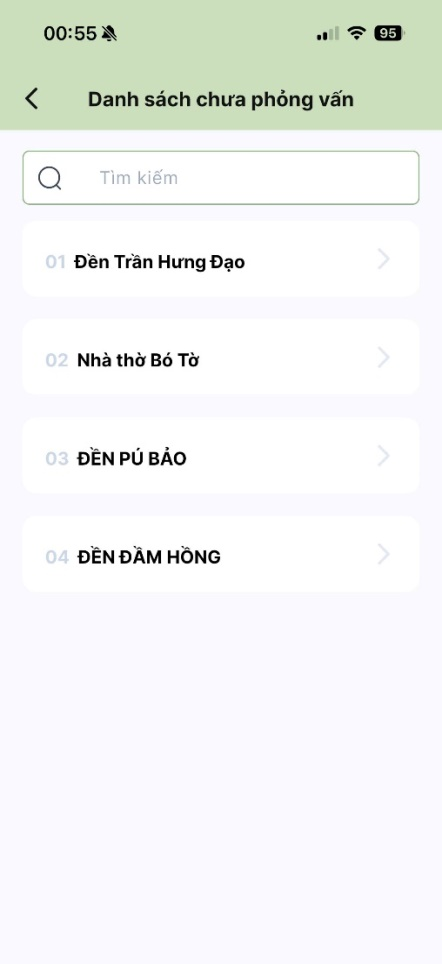 00:55
95
Danh sách chưa phỏng vấn
Tìm kiếm
01 Đền Trần Hưng Đạo
02 Nhà thờ Bó Tờ
03 ĐỀN PÚ BẢO
04 ĐỀN ĐẦM HỒNG